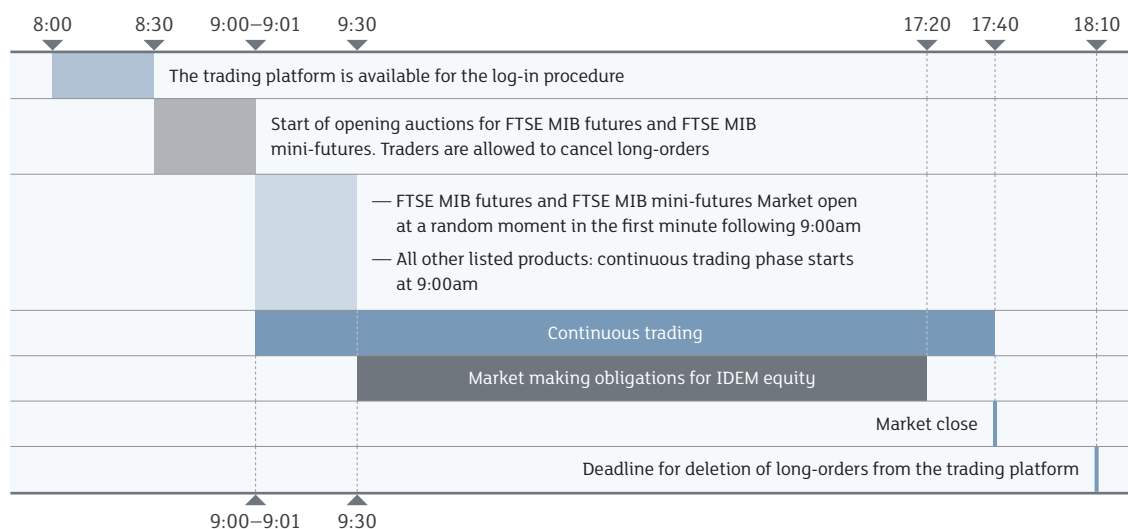 8:00 8:30 9:00–9:01 9:30 17:20 17:40 18:10
The trading platform is available for the log-in procedure
Start of opening auctions for FTSE MIB futures and FTSE MIB
mini-futures. Traders are allowed to cancel long-orders
— FTSE MIB futures and FTSE MIB mini-futures Market open
at a random moment in the first minute following 9:00am
— All other listed products: continuous trading phase starts
at 9:00am
Continuous trading
Market making obligations for IDEM equity
Market close
Deadline for deletion of long-orders from the trading platform
9:00–9:01 9:30